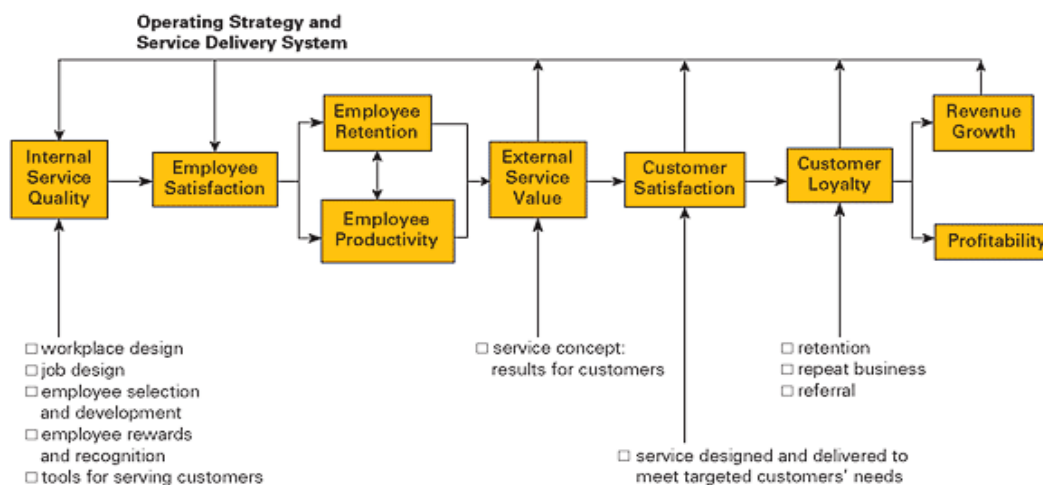 Operating Strategy and
Service Delivery System
Internal
Service
Quality
Employee
Satisfaction
Employee
Retention
Employee
Productivity
External
Service
Value
Customer
Satisfaction
Customer
Loyalty
Revenue
Growth
Profitability
□ workplace design
□ job design
□ employee selection
and development
□ employee rewards
and recognition
□ tools for serving customers
□ service concept:
results for customers
□ service designed and delivered to
meet targeted customers' needs
□ retention
□ repeat business
□ referral